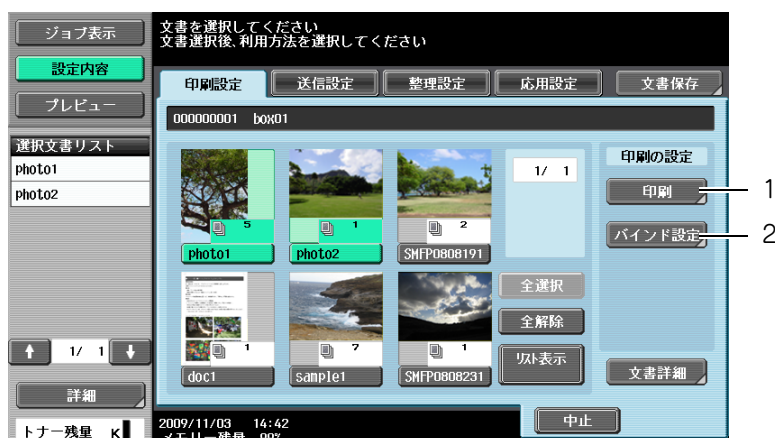 ジョブ表示
設定内容
プレビュー
選択文書リスト
photo1
photo2
1/ 1
詳細
トナー残量 K
文書を選択してください
文書選択後、利用方法を選択してください
印刷設定
送信設定
整理設定
応用設定
文書保存
000000001 box01
5
photo1
1
photo2
2
SMFP0808191
1
doc1
7
sample1
1
SMFP0808231
1/ 1
全選択
全解除
リスト表示
印刷の設定
印刷
バインド設定
文書詳細
2009/11/03 14:42
メモリー残量 99%
中止
1
2